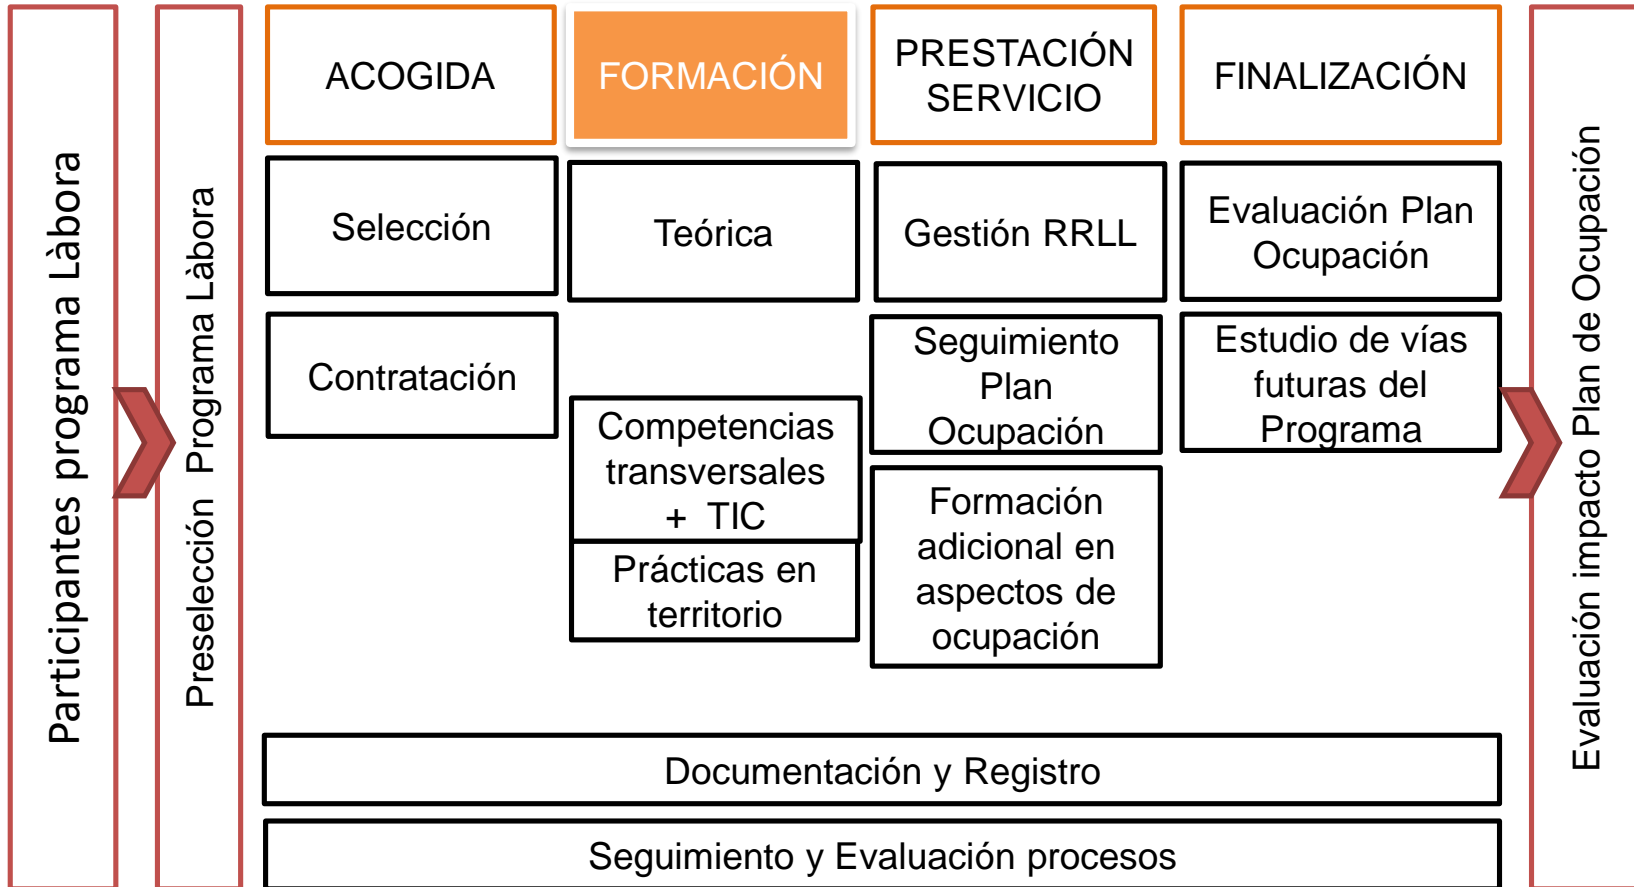 Participantes programa Làbora
Preselección Programa Làbora
ACOGIDA
FORMACIÓN
PRESTACIÓN
SERVICIO
FINALIZACIÓN
Selección
Teórica
Gestión RRLL
Evaluación Plan
Ocupación
Contratación
Competencias
transversales
+ TIC
Prácticas en
territorio
Seguimiento
Plan
Ocupación
Formación
adicional en
aspectos de
ocupación
Estudio de vías
futuras del
Programa
Documentación y Registro
Seguimiento y Evaluación procesos
Evaluación impacto Plan de Ocupación